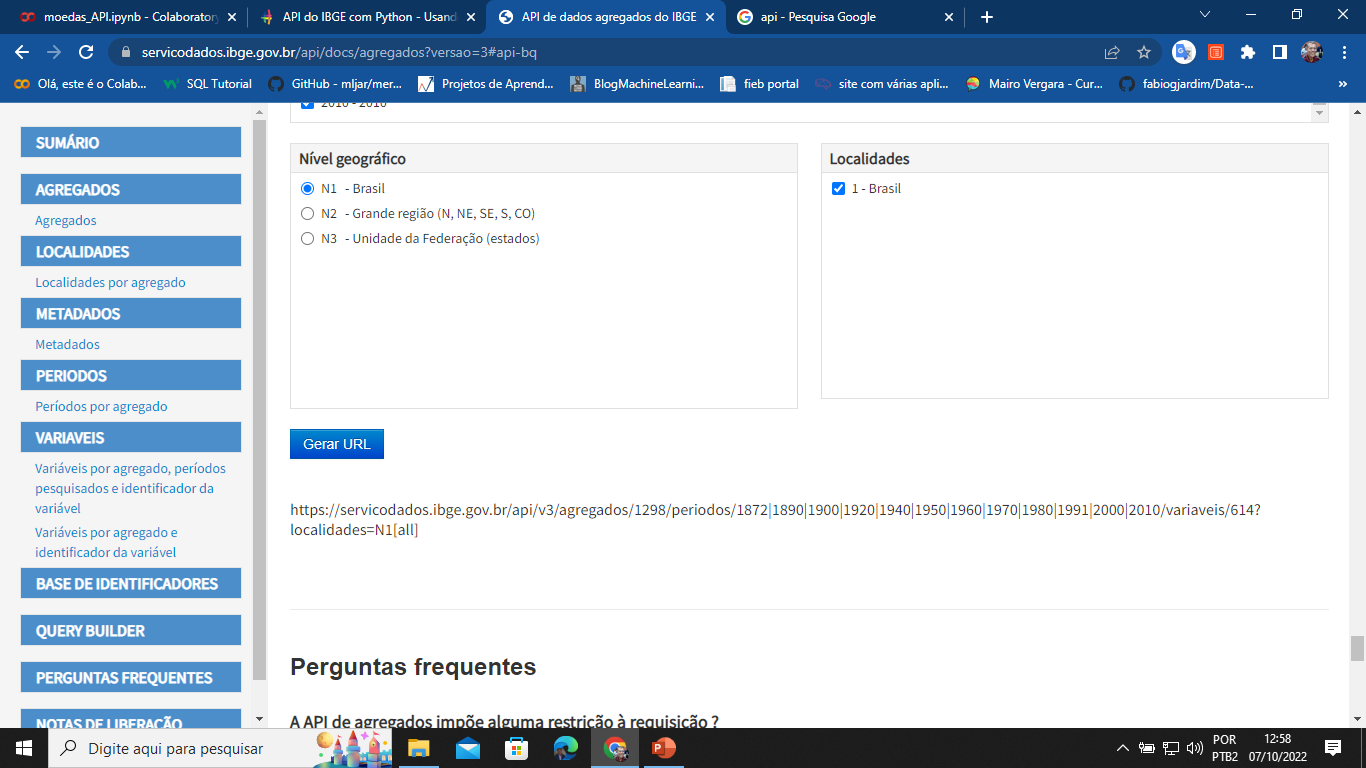 moedas_API.ipynb - Colaboratory
API do IBGE com Python - Usand
API de dados agregados do IBGE
api - Pesquisa Google
servicodados.ibge.gov.br/api/docs/agregados?versao=3#api-bq
Olá, este é o Colab...
SQL Tutorial
GitHub - mljar/mer...
Projetos de Aprend...
BlogMachineLearni...
fieb portal
site com várias apli...
Mairo Vergara - Cur...
fabiogjardim/Data-...
»
SUMÁRIO
AGREGADOS
Agregados
LOCALIDADES
Localidades por agregado
METADADOS
Metadados
PERIODOS
Períodos por agregado
VARIAVEIS
Variáveis por agregado, períodos
pesquisados e identificador da
variável
Variáveis por agregado e
identificador da variável
BASE DE IDENTIFICADORES
QUERY BUILDER
PERGUNTAS FREQUENTES
NOTAS DE LIBERAÇÃO
2010 - 2010
Nível geográfico
N1 - Brasil
N2 - Grande região (N, NE, SE, S, CO)
N3 - Unidade da Federação (estados)
Localidades
1 - Brasil
Gerar URL
https://servicodados.ibge.gov.br/api/v3/agregados/1298/periodos/1872|1890|1900|1920|1940|1950|1960|1970|1980|1991|2000|2010/variaveis/614?
localidades=N1[all]
Perguntas frequentes
A API de agregados impõe alguma restrição à requisição ?
Digite aqui para pesquisar
POR
PTB2
12:58
07/10/2022